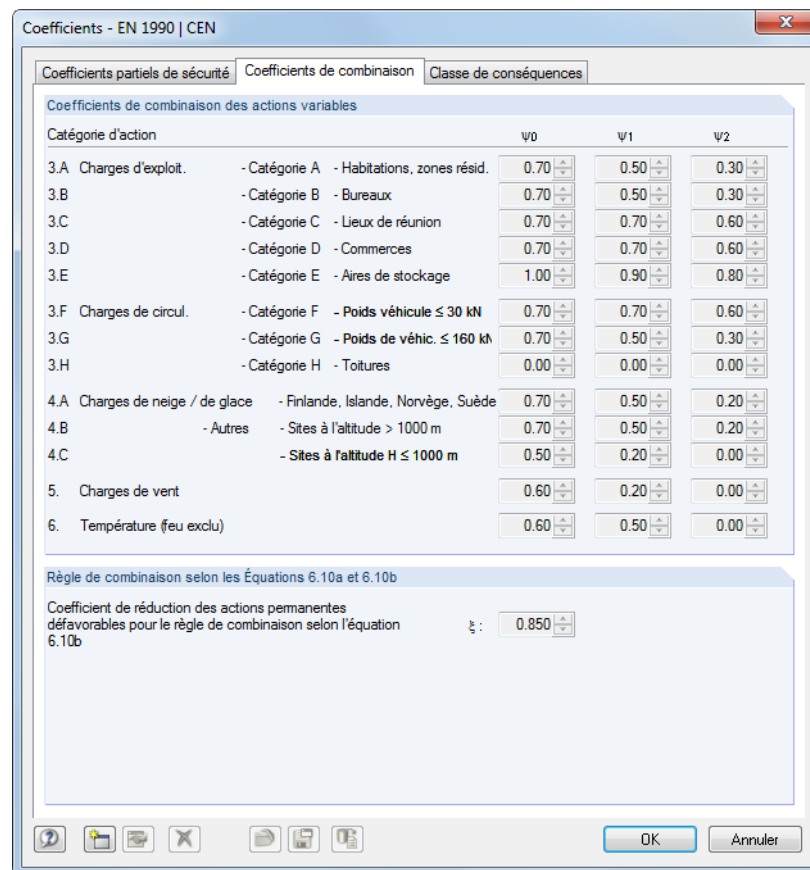 Coefficients - EN 1990 | CEN
Coefficients partiels de sécurité Coefficients de combinaison Classe de conséquences
Coefficients de combinaison des actions variables
Catégorie d'action ψ0 ψ1 ψ2
3.A Charges d'exploit. - Catégorie A - Habitations, zones résid. 0.70 0.50 0.30
3.B - Catégorie B - Bureaux 0.70 0.50 0.30
3.C - Catégorie C - Lieux de réunion 0.70 0.70 0.60
3.D - Catégorie D - Commerces 0.70 0.70 0.60
3.E - Catégorie E - Aires de stockage 1.00 0.90 0.80
3.F Charges de circul. - Catégorie F - Poids véhicule ≤ 30 kN 0.70 0.70 0.60
3.G - Catégorie G - Poids de véhic. ≤ 160 kN 0.70 0.50 0.30
3.H - Catégorie H - Toitures 0.00 0.00 0.00
4.A Charges de neige / de glace - Finlande, Islande, Norvège, Suède 0.70 0.50 0.20
4.B - Autres - Sites à l'altitude > 1000 m 0.70 0.50 0.20
4.C - Sites à l'altitude H ≤ 1000 m 0.50 0.20 0.00
5. Charges de vent 0.60 0.20 0.00
6. Température (feu exclu) 0.60 0.50 0.00
Règle de combinaison selon les Équations 6.10a et 6.10b
Coefficient de réduction des actions permanentes
défavorables pour le règle de combinaison selon l'équation ξ : 0.850
6.10b
OK Annuler